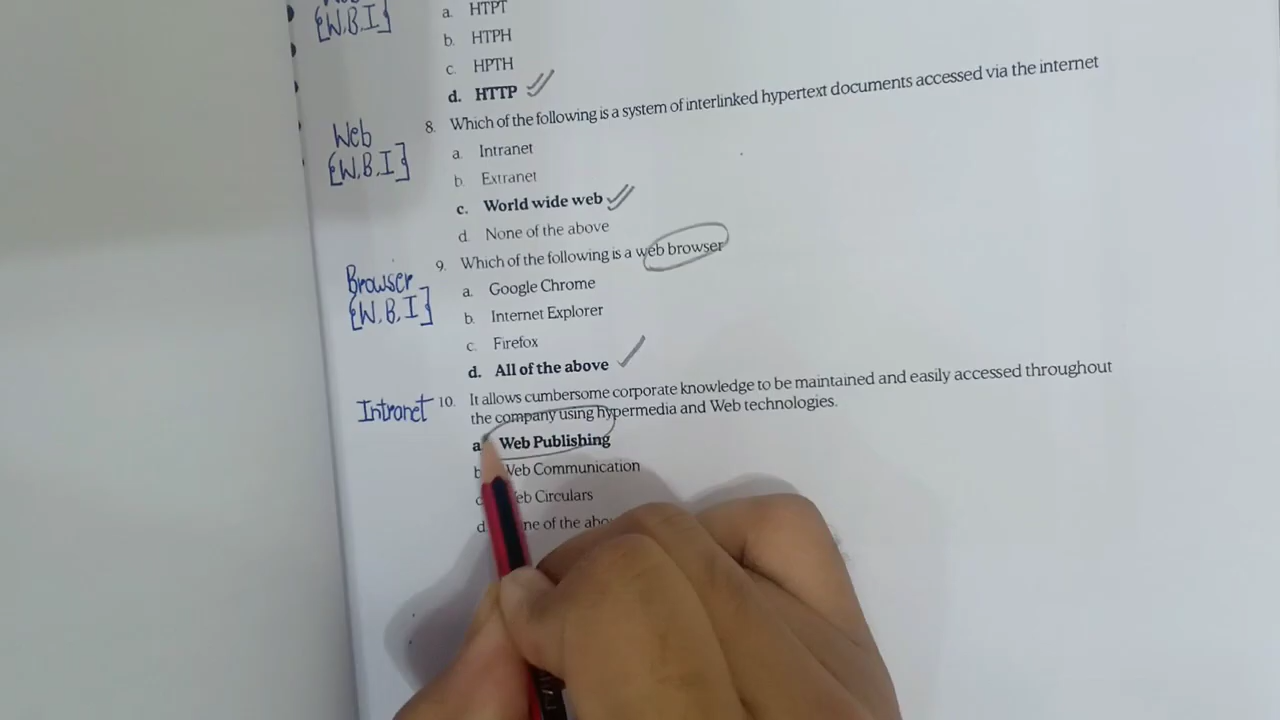 [W,B,I]
a. HTPT
b. HTPH
c. HPTH
d. HTTP
Web
[W,B,I]
8. Which of the following is a system of interlinked hypertext documents accessed via the internet
a. Intranet
b. Extranet
c. World wide web
d. None of the above
Browser
[W,B,I]
9. Which of the following is a web browser
a. Google Chrome
b. Internet Explorer
c. Firefox
d. All of the above
Intranet
10. It allows cumbersome corporate knowledge to be maintained and easily accessed throughout
the company using hypermedia and Web technologies.
a Web Publishing
b Web Communication
c Web Circulars
d. of the